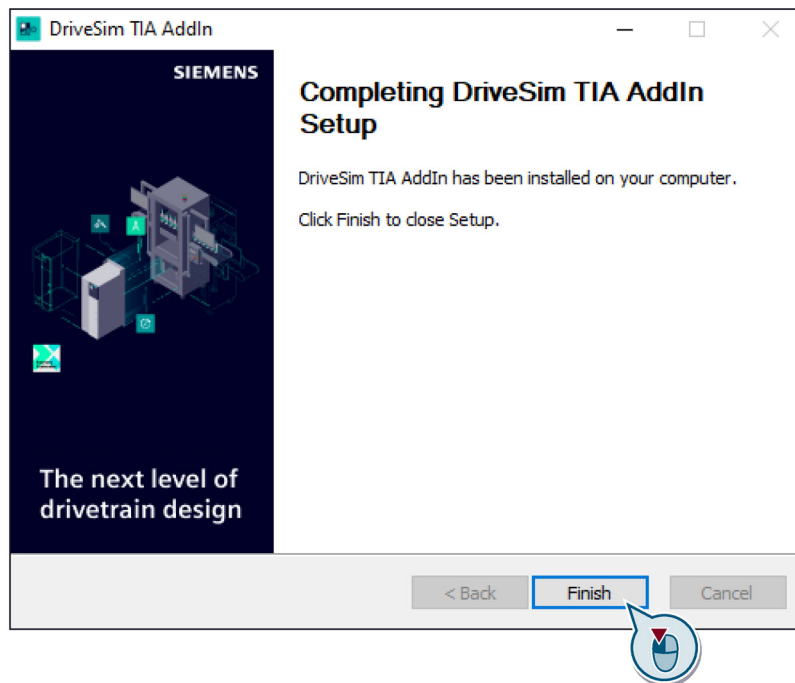 DriveSim TIA AddIn
SIEMENS
Completing DriveSim TIA AddIn
Setup
DriveSim TIA AddIn has been installed on your computer.
Click Finish to close Setup.
The next level of
drivetrain design
< Back
Finish
Cancel